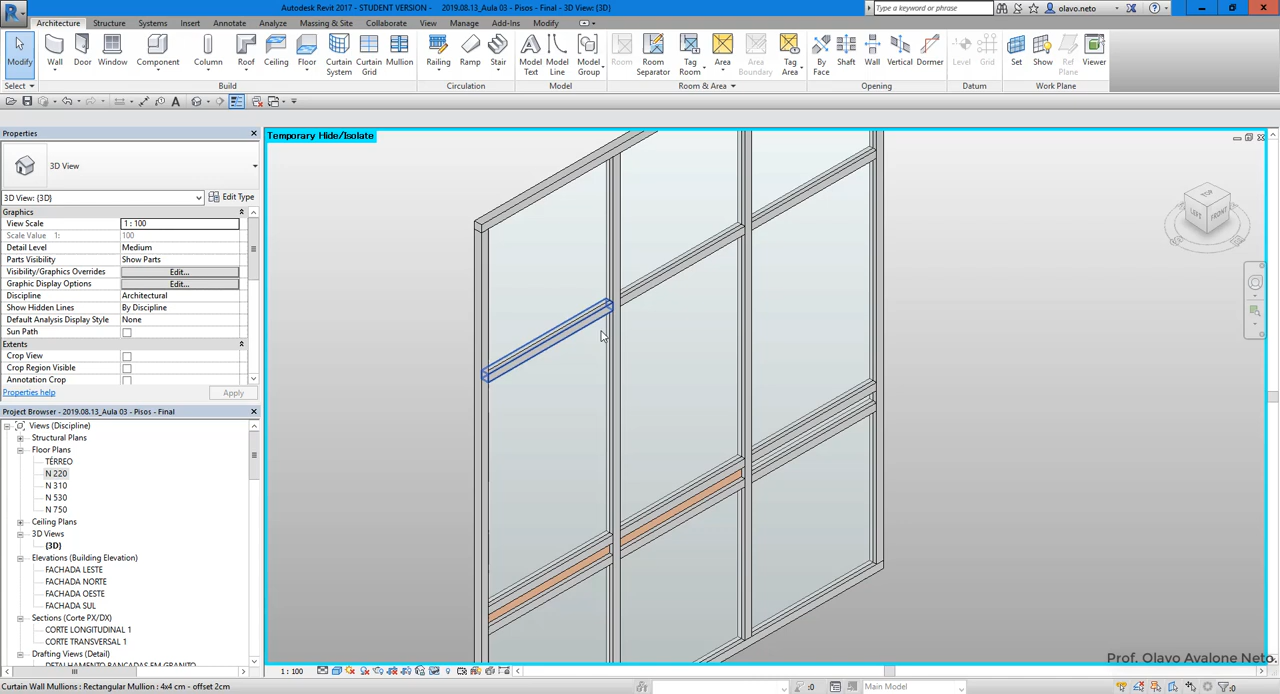 Autodesk Revit 2017 - STUDENT VERSION - 2019.08.13_Aula 03 - Pisos - Final - 3D View: {3D}
Type a keyword or phrase
olavo.neto
Architecture Structure Systems Insert Annotate Analyze Massing & Site Collaborate View Manage Add-Ins Modify
Modify Wall Door Window Component Column Roof Ceiling Floor Curtain System Curtain Grid Mullion Railing Ramp Stair Model Text Model Line Model Group Room Room Separator Tag Room Area Area Boundary Tag Area By Face Shaft Wall Vertical Dormer Level Grid Set Show Ref Plane Viewer
Select Build Circulation Model Room & Area Opening Datum Work Plane
Properties
Temporary Hide/Isolate
3D View
3D View: {3D} Edit Type
Graphics
View Scale 1 : 100
Scale Value 1: 100
Detail Level Medium
Parts Visibility Show Parts
Visibility/Graphics Overrides Edit...
Graphic Display Options Edit...
Discipline Architectural
Show Hidden Lines By Discipline
Default Analysis Display Style None
Sun Path
Extents
Crop View
Crop Region Visible
Annotation Crop
Properties help Apply
TOP
LEFT FRONT
Project Browser - 2019.08.13_Aula 03 - Pisos - Final
Views (Discipline)
Structural Plans
Floor Plans
TÉRREO
N 220
N 310
N 530
N 750
Ceiling Plans
3D Views
{3D}
Elevations (Building Elevation)
FACHADA LESTE
FACHADA NORTE
FACHADA OESTE
FACHADA SUL
Sections (Corte PX/DX)
CORTE LONGITUDINAL 1
CORTE TRANSVERSAL 1
Drafting Views (Detail)
DETALHAMENTO BANCADAS EM GRANITO
1 : 100
Prof. Olavo Avalone Neto
Curtain Wall Mullions : Rectangular Mullion : 4x4 cm - offset 2cm
:0
Main Model
:0